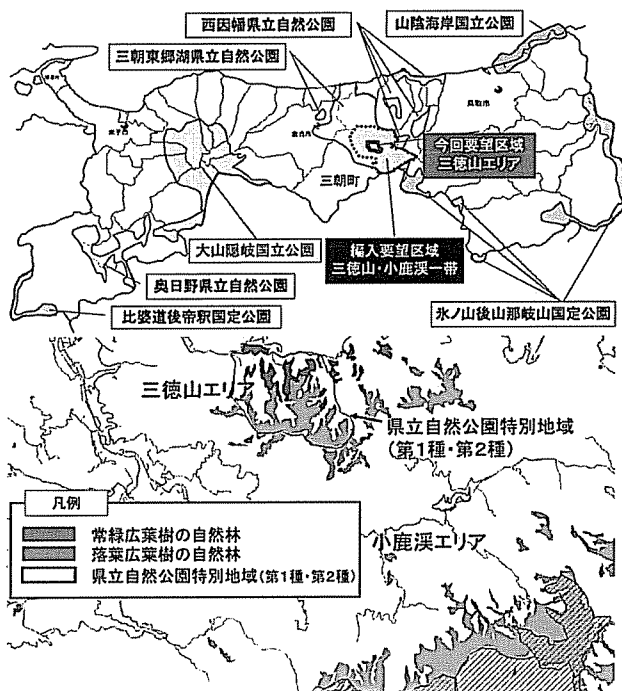 西因幡県立自然公園
山陰海岸国立公園
三朝東郷湖県立自然公園
鳥取市
米子市
倉吉市
今回要望区域
三徳山エリア
三朝町
大山隠岐国立公園
編入要望区域
三徳山・小鹿渓一帯
奥日野県立自然公園
比婆道後帝釈国定公園
氷ノ山後山那岐山国定公園
三徳山エリア
県立自然公園特別地域
(第1種・第2種)
凡例
常緑広葉樹の自然林
落葉広葉樹の自然林
県立自然公園特別地域(第1種・第2種)
小鹿渓エリア